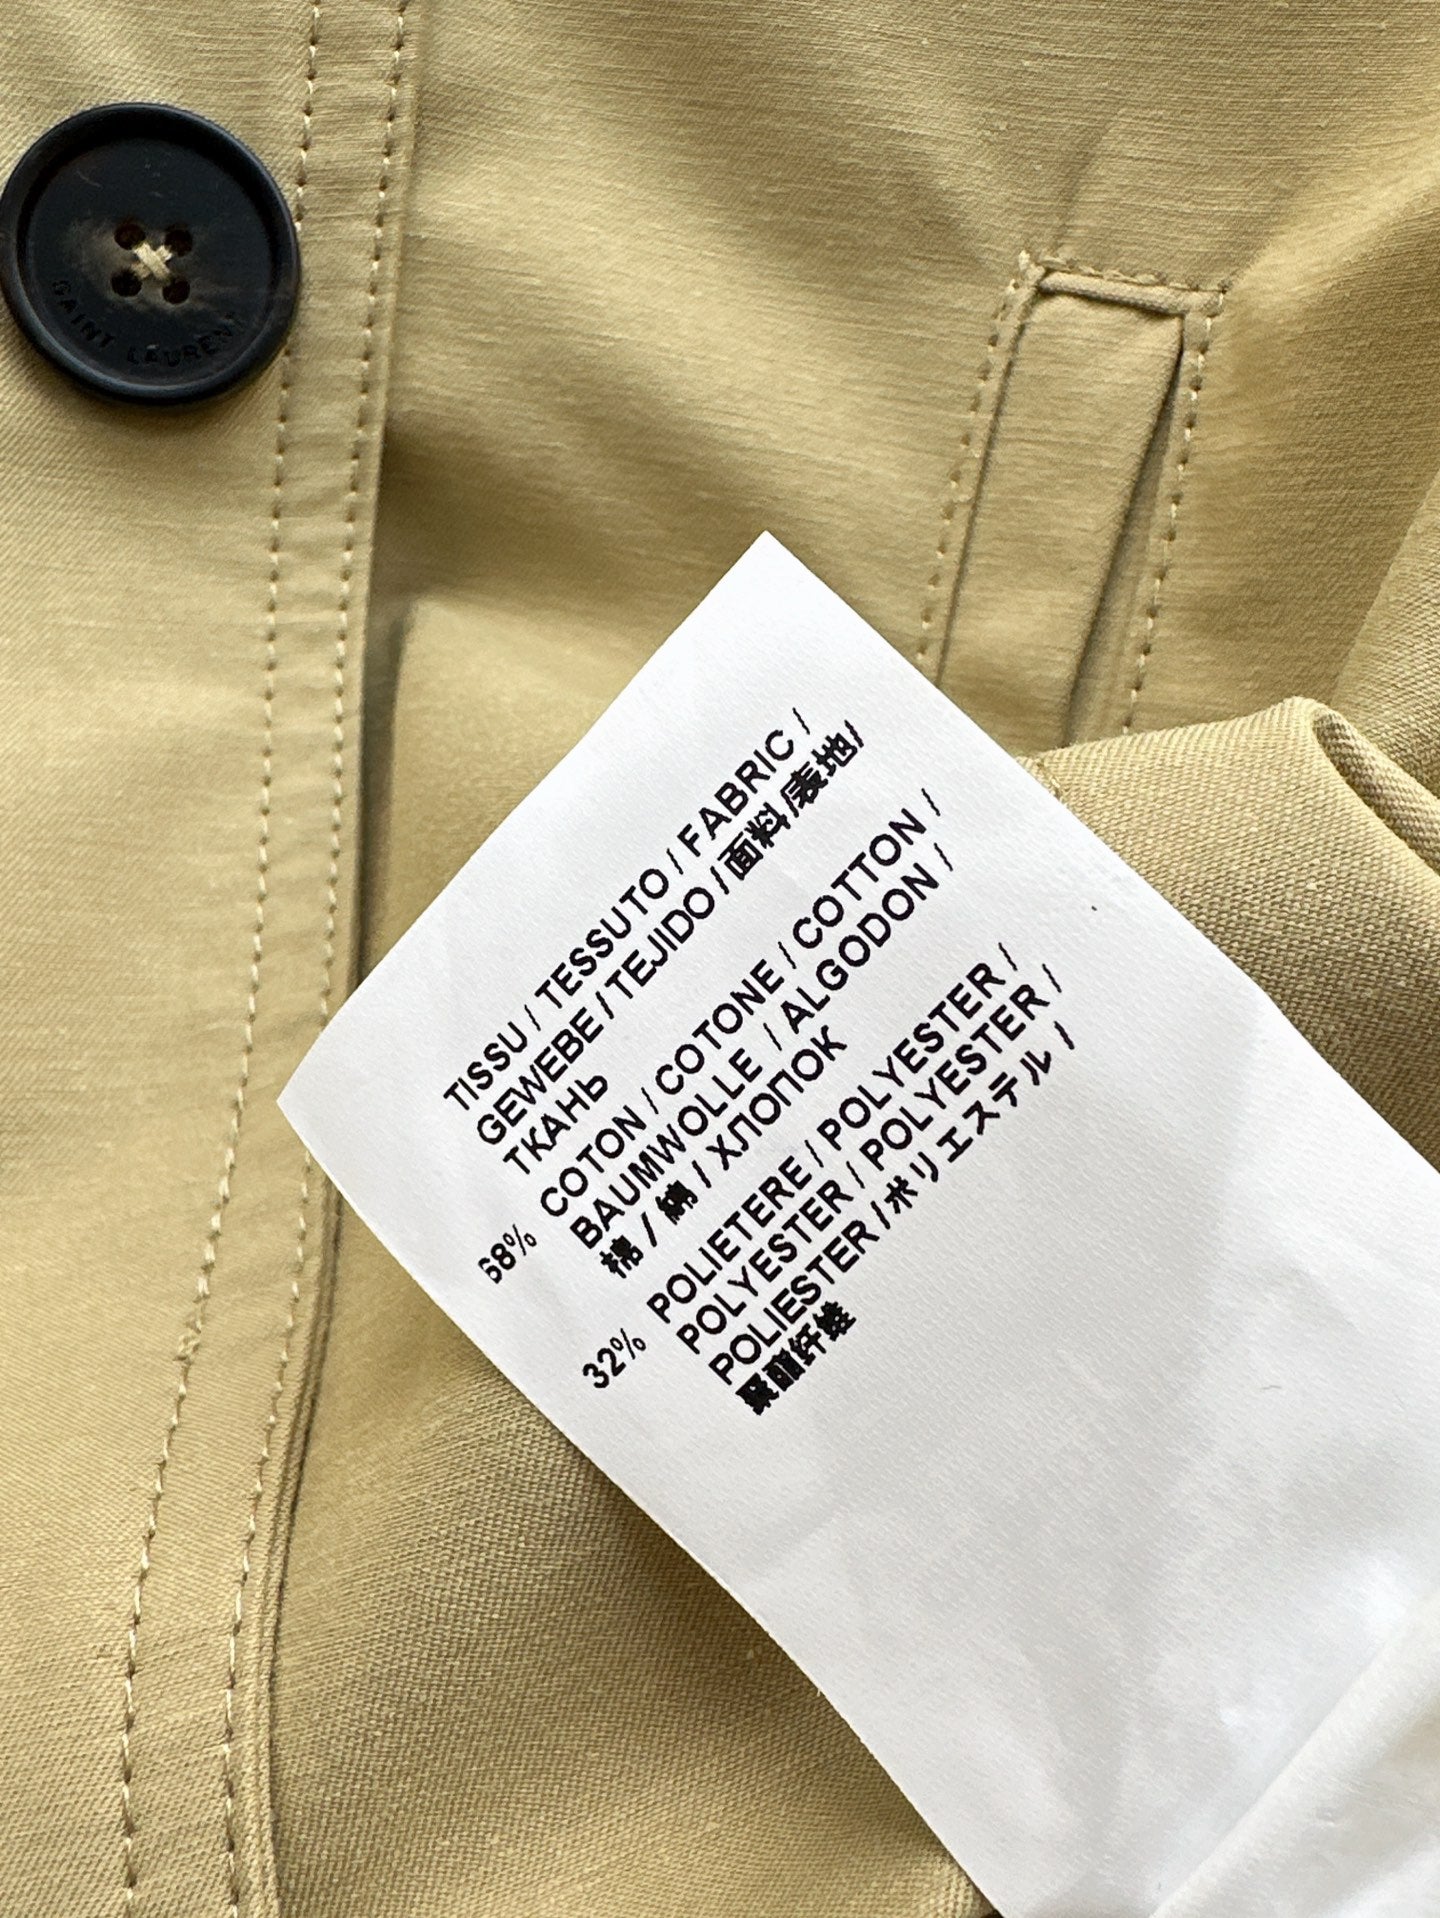 SAINT LAURENT
TISSU / TESSUTO / FABRIC /
GEWEBE / TEJIDO / 面料 /表地/
ТКАНЬ
68% COTON / COTONE / COTTON /
BAUMWOLLE / ALGODON /
棉 / 綿 / ХЛОПОК
32% POLIETERE / POLYESTER /
POLYESTER / POLYESTER /
POLIESTER / ポリエステル /
聚酯纤维